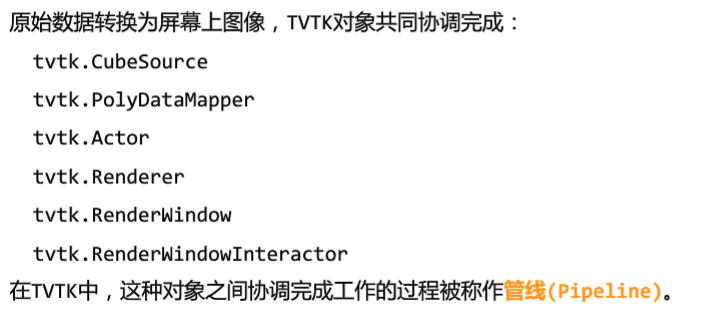 原始数据转换为屏幕上图像，TVTK对象共同协调完成：
tvtk.CubeSource
tvtk.PolyDataMapper
tvtk.Actor
tvtk.Renderer
tvtk.RenderWindow
tvtk.RenderWindowInteractor
在TVTK中，这种对象之间协调完成工作的过程被称作管线(Pipeline)。